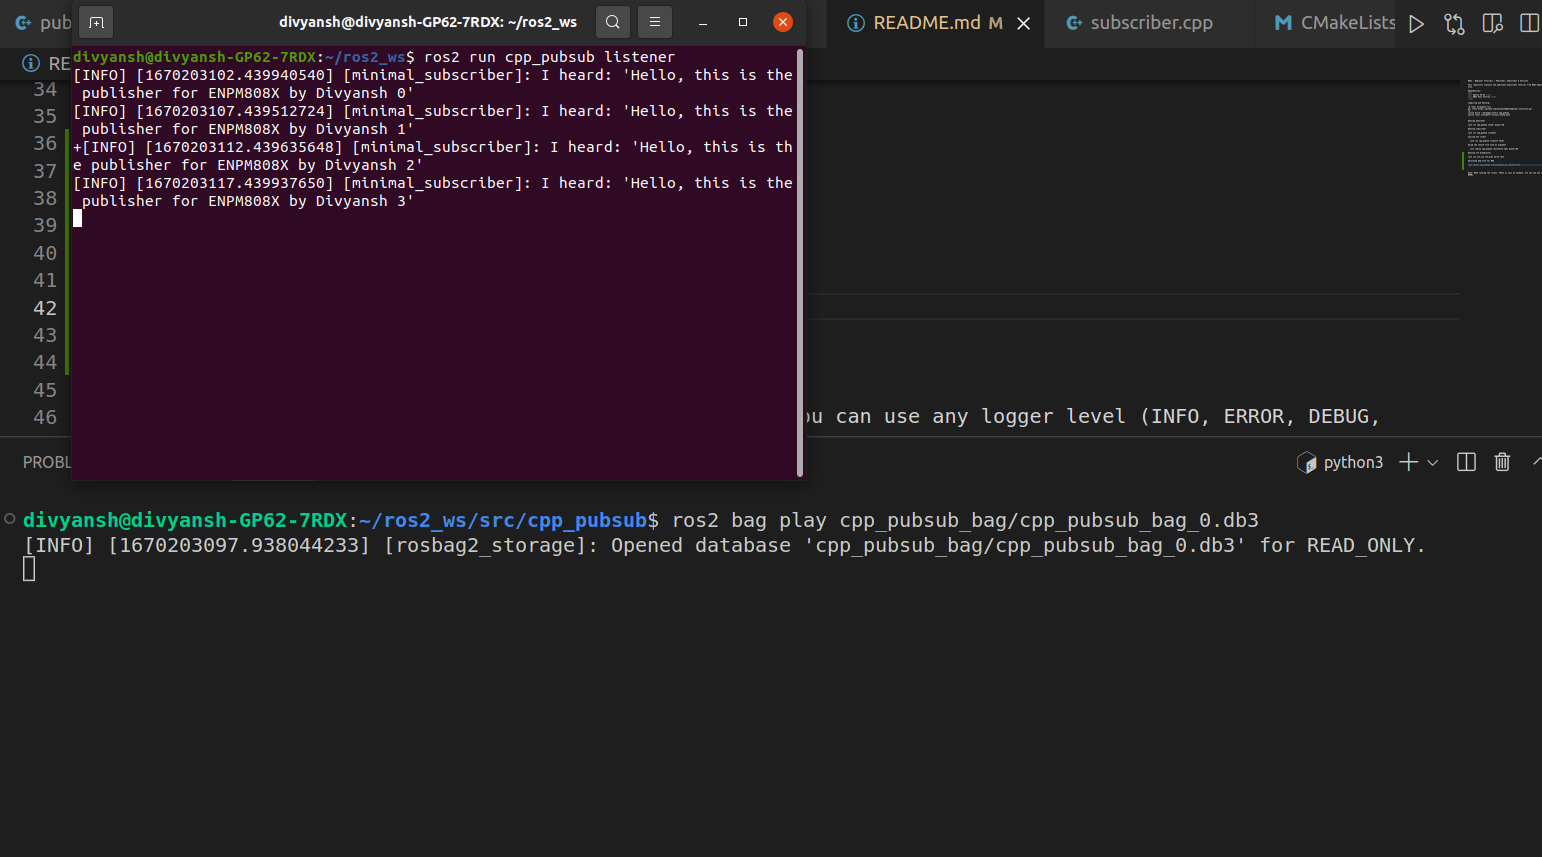 pub
divyansh@divyansh-GP62-7RDX: ~/ros2_ws
README.md M
subscriber.cpp
CMakeLists
RE
divyansh@divyansh-GP62-7RDX:~/ros2_ws$ ros2 run cpp_pubsub listener
[INFO] [1670203102.439940540] [minimal_subscriber]: I heard: 'Hello, this is the
publisher for ENPM808X by Divyansh 0'
[INFO] [1670203107.439512724] [minimal_subscriber]: I heard: 'Hello, this is the
publisher for ENPM808X by Divyansh 1'
+[INFO] [1670203112.439635648] [minimal_subscriber]: I heard: 'Hello, this is th
e publisher for ENPM808X by Divyansh 2'
[INFO] [1670203117.439937650] [minimal_subscriber]: I heard: 'Hello, this is the
publisher for ENPM808X by Divyansh 3'
34
35
36
37
38
39
40
41
42
43
44
45
46
ou can use any logger level (INFO, ERROR, DEBUG,
PROBL
python3
divyansh@divyansh-GP62-7RDX:~/ros2_ws/src/cpp_pubsub$ ros2 bag play cpp_pubsub_bag/cpp_pubsub_bag_0.db3
[INFO] [1670203097.938044233] [rosbag2_storage]: Opened database 'cpp_pubsub_bag/cpp_pubsub_bag_0.db3' for READ_ONLY.